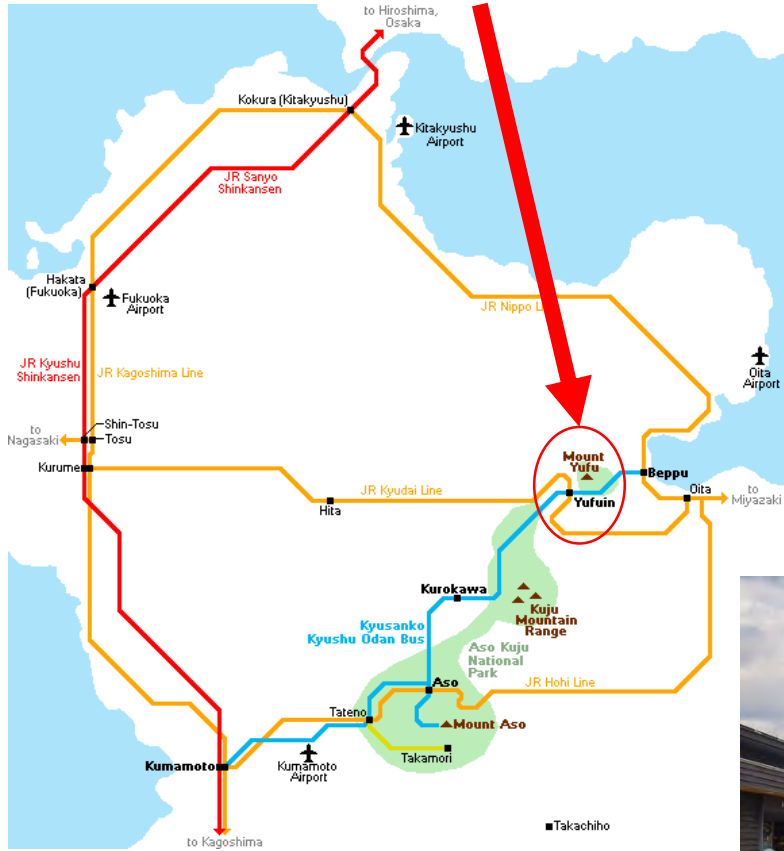 to Hiroshima,
Osaka
Kokura (Kitakyushu)
Kitakyushu
Airport
JR Sanyo
Shinkansen
Hakata
(Fukuoka)
Fukuoka
Airport
JR Nippo
JR Kyushu
Shinkansen
JR Kagoshima Line
Oita
Airport
to
Nagasaki
Shin-Tosu
Tosu
Kurume
Mount
Yufu
Beppu
to
Miyazaki
Oita
JR Kyudai Line
Hita
Yufuin
Kurokawa
Kuju
Mountain
Range
Kyusanko
Kyushu Odan Bus
Aso Kuju
National
Park
Aso
JR Hohi Line
Tateno
Mount Aso
Takamori
Kumamoto
Kumamoto
Airport
to Kagoshima
Takachiho